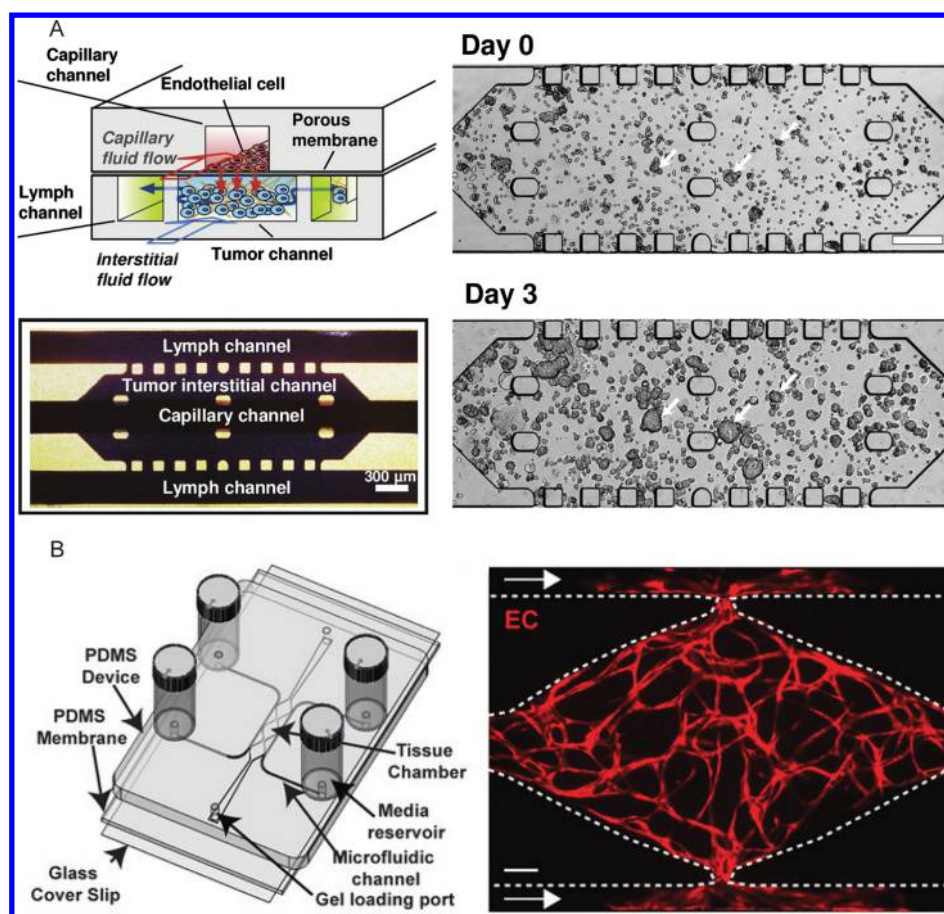 A
Capillary
channel
Endothelial cell
Porous
membrane
Capillary
fluid flow
Lymph
channel
Tumor channel
Interstitial
fluid flow
Day 0
Day 3
Lymph channel
Tumor interstitial channel
Capillary channel
Lymph channel
300 µm
B
PDMS
Device
PDMS
Membrane
Glass
Cover Slip
Tissue
Chamber
Media
reservoir
Microfluidic
channel
Gel loading port
EC